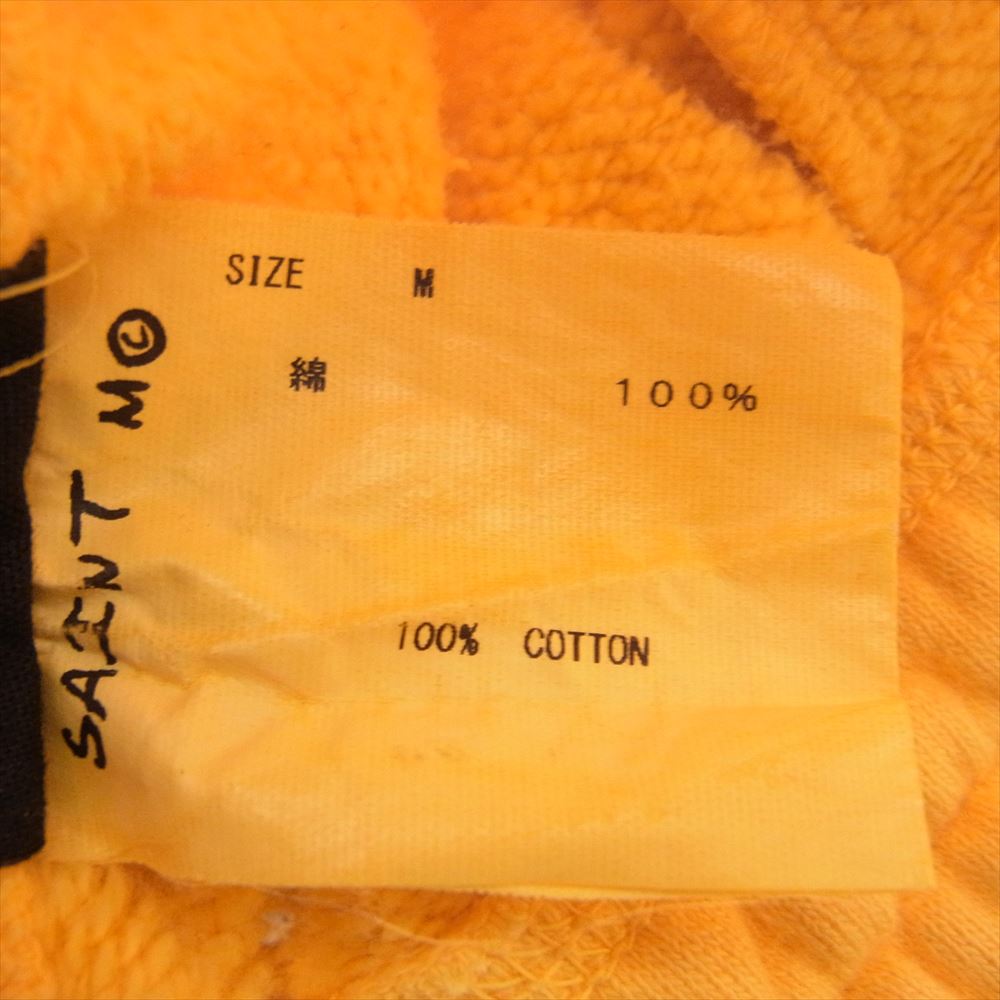 SIZE M
綿 100%
100% COTTON
SAINT M©